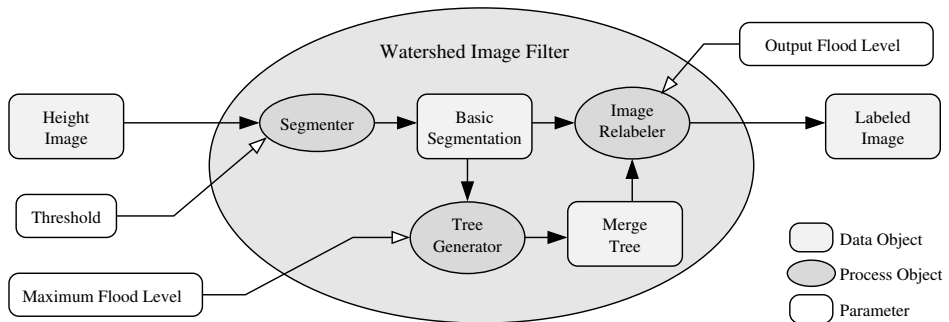 Watershed Image Filter
Output Flood Level
Height
Image
Segmenter
Basic
Segmentation
Image
Relabeler
Labeled
Image
Threshold
Tree
Generator
Merge
Tree
Maximum Flood Level
Data Object
Process Object
Parameter